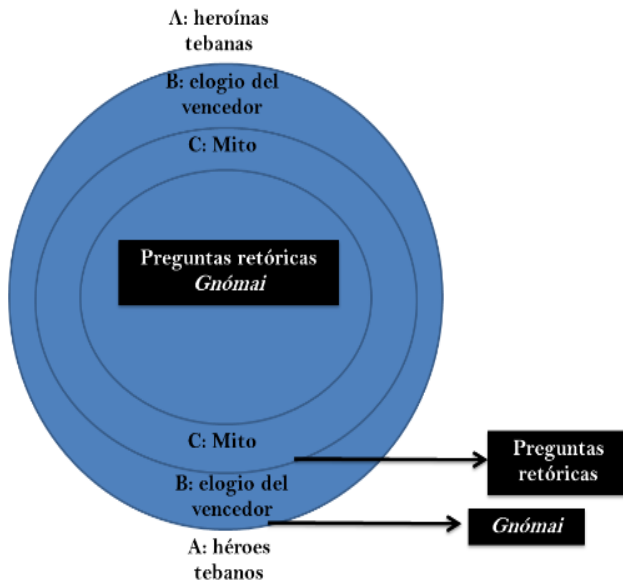 A: heroínas
tebanas
B: elogio del
vencedor
C: Mito
Preguntas retóricas
Gnómai
C: Mito
Preguntas
retóricas
B: elogio del
vencedor
Gnómai
A: héroes
tebanos